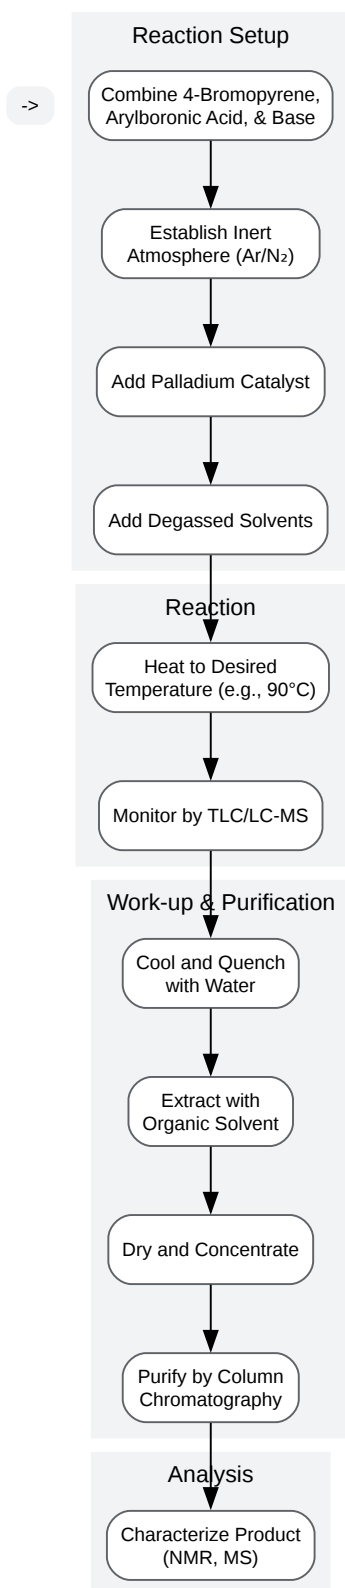 Reaction Setup
->
Combine 4-Bromopyrene,
Arylboronic Acid, & Base
Establish Inert
Atmosphere (Ar/N₂)
Add Palladium Catalyst
Add Degassed Solvents
Reaction
Heat to Desired
Temperature (e.g., 90°C)
Monitor by TLC/LC-MS
Work-up & Purification
Cool and Quench
with Water
Extract with
Organic Solvent
Dry and Concentrate
Purify by Column
Chromatography
Analysis
Characterize Product
(NMR, MS)